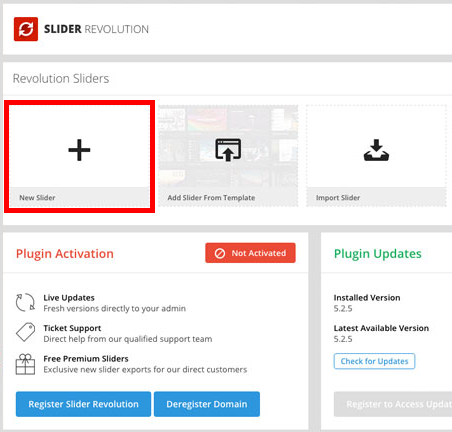 SLIDER REVOLUTION
Revolution Sliders
New Slider
Add Slider From Template
Import Slider
Plugin Activation
Not Activated
Live Updates
Fresh versions directly to your admin
Ticket Support
Direct help from our qualified support team
Free Premium Sliders
Exclusive new slider exports for our direct customers
Register Slider Revolution
Deregister Domain
Plugin Updates
Installed Version
5.2.5
Latest Available Version
5.2.5
Check for Updates
Register to Access Updat